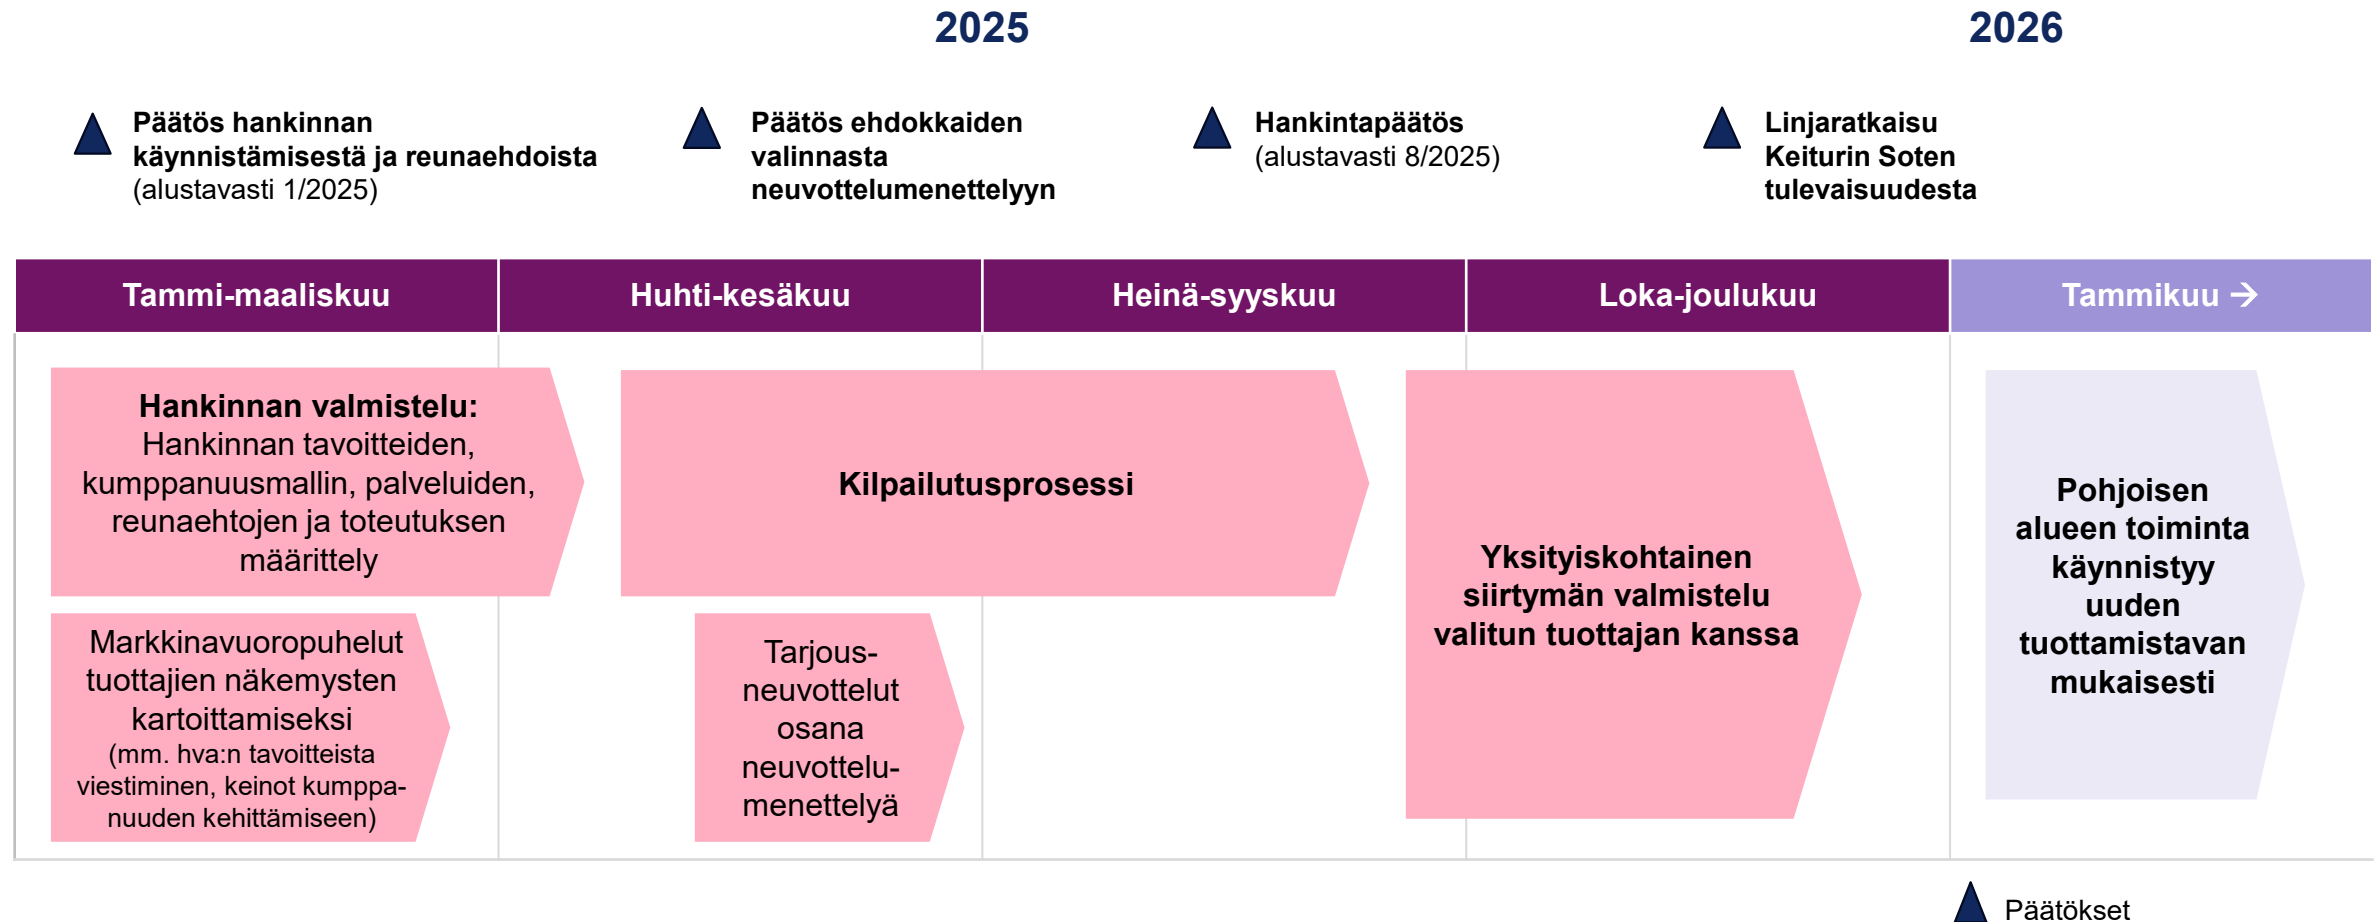 2025
2026
Päätös hankinnan
käynnistämisestä ja reunaehdoista
(alustavasti 1/2025)
Päätös ehdokkaiden
valinnasta
neuvottelumenettelyyn
Hankintapäätös
(alustavasti 8/2025)
Linjaratkaisu
Keiturin Soten
tulevaisuudesta
Tammi-maaliskuu
Huhti-kesäkuu
Heinä-syyskuu
Loka-joulukuu
Tammikuu →
Hankinnan valmistelu:
Hankinnan tavoitteiden,
kumppanuusmallin, palveluiden,
reunaehtojen ja toteutuksen
määrittely
Markkinavuoropuhelut
tuottajien näkemysten
kartoittamiseksi
(mm. hva:n tavoitteista
viestiminen, keinot kumppa-
nuuden kehittämiseen)
Kilpailutusprosessi
Tarjous-
neuvottelut
osana
neuvottelu-
menettelyä
Yksityiskohtainen
siirtymän valmistelu
valitun tuottajan kanssa
Pohjoisen
alueen toiminta
käynnistyy
uuden
tuottamistavan
mukaisesti
Päätökset